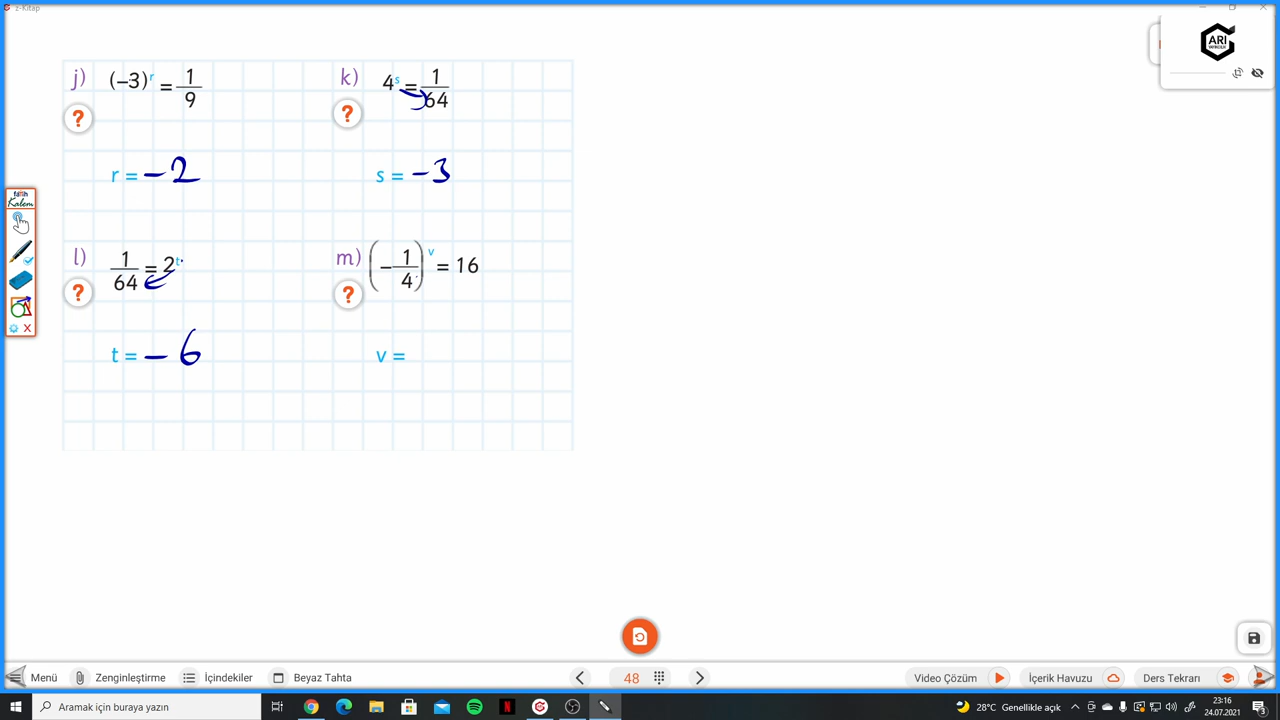 z-Kitap
ARI
j) (−3)^r = 1/9
k) 4^s = 1/64
?
?
r = −2
s = −3
fatih
Kalem
l) 1/64 = 2^t
m) (−1/4)^v = 16
?
?
t = −6
v =
Menü
Zenginleştirme
İçindekiler
Beyaz Tahta
48
Video Çözüm
İçerik Havuzu
Ders Tekrarı
Aramak için buraya yazın
28°C Genellikle açık
23:16
24.07.2021